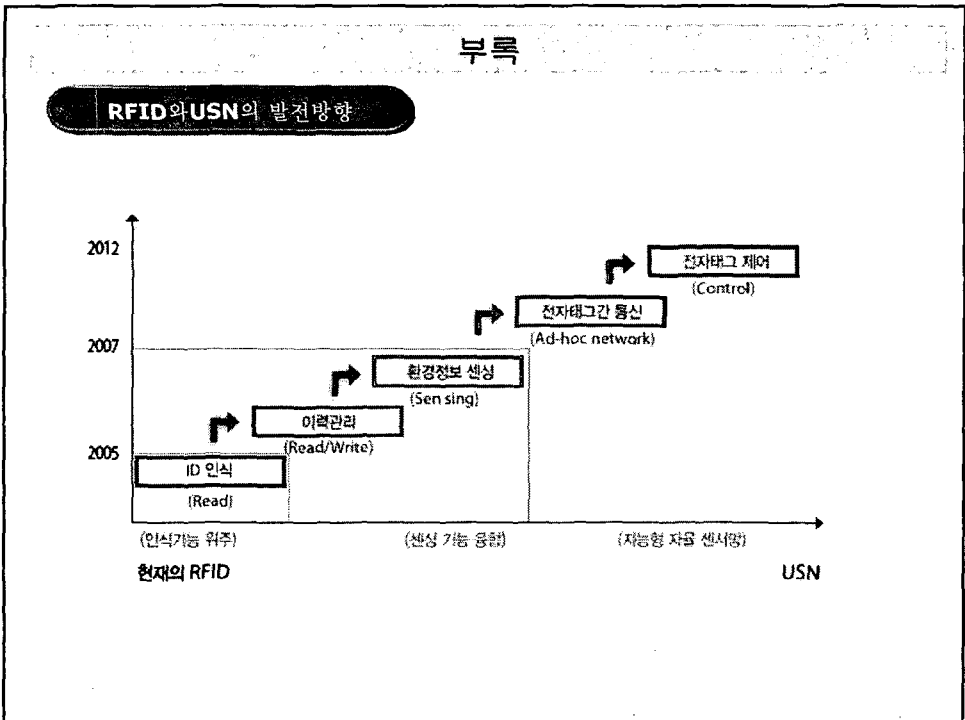 부록
RFID와USN의 발전방향
2012
전자태그 제어
(Control)
전자태그간 통신
(Ad-hoc network)
2007
환경정보 센싱
(Sen sing)
이력관리
(Read/Write)
2005
ID 인식
(Read)
(인식기능 위주)
(센싱 기능 융합)
(지능형 자율 센서망)
현재의 RFID
USN